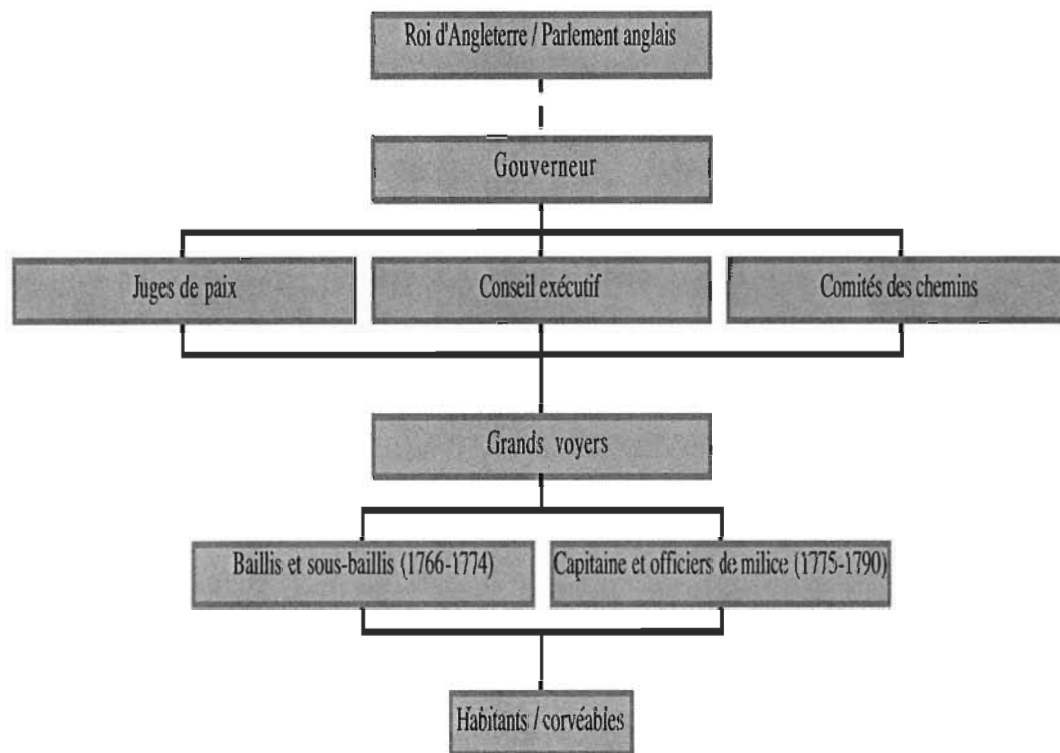 Roi d'Angleterre / Parlement anglais
Gouverneur
Juges de paix
Conseil exécutif
Comités des chemins
Grands voyers
Baillis et sous-baillis (1766-1774)
Capitaine et officiers de milice (1775-1790)
Habitants / corvéables